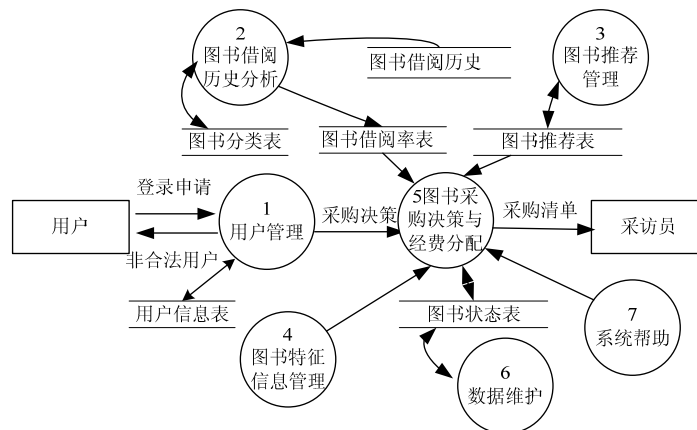 2
图书借阅
历史分析
图书借阅历史
3
图书推荐
管理
图书分类表
图书借阅率表
图书推荐表
登录申请
用户
非合法用户
1
用户管理
采购决策
5图书采
购决策与
经费分配
采购清单
采访员
用户信息表
图书状态表
4
图书特征
信息管理
6
数据维护
7
系统帮助